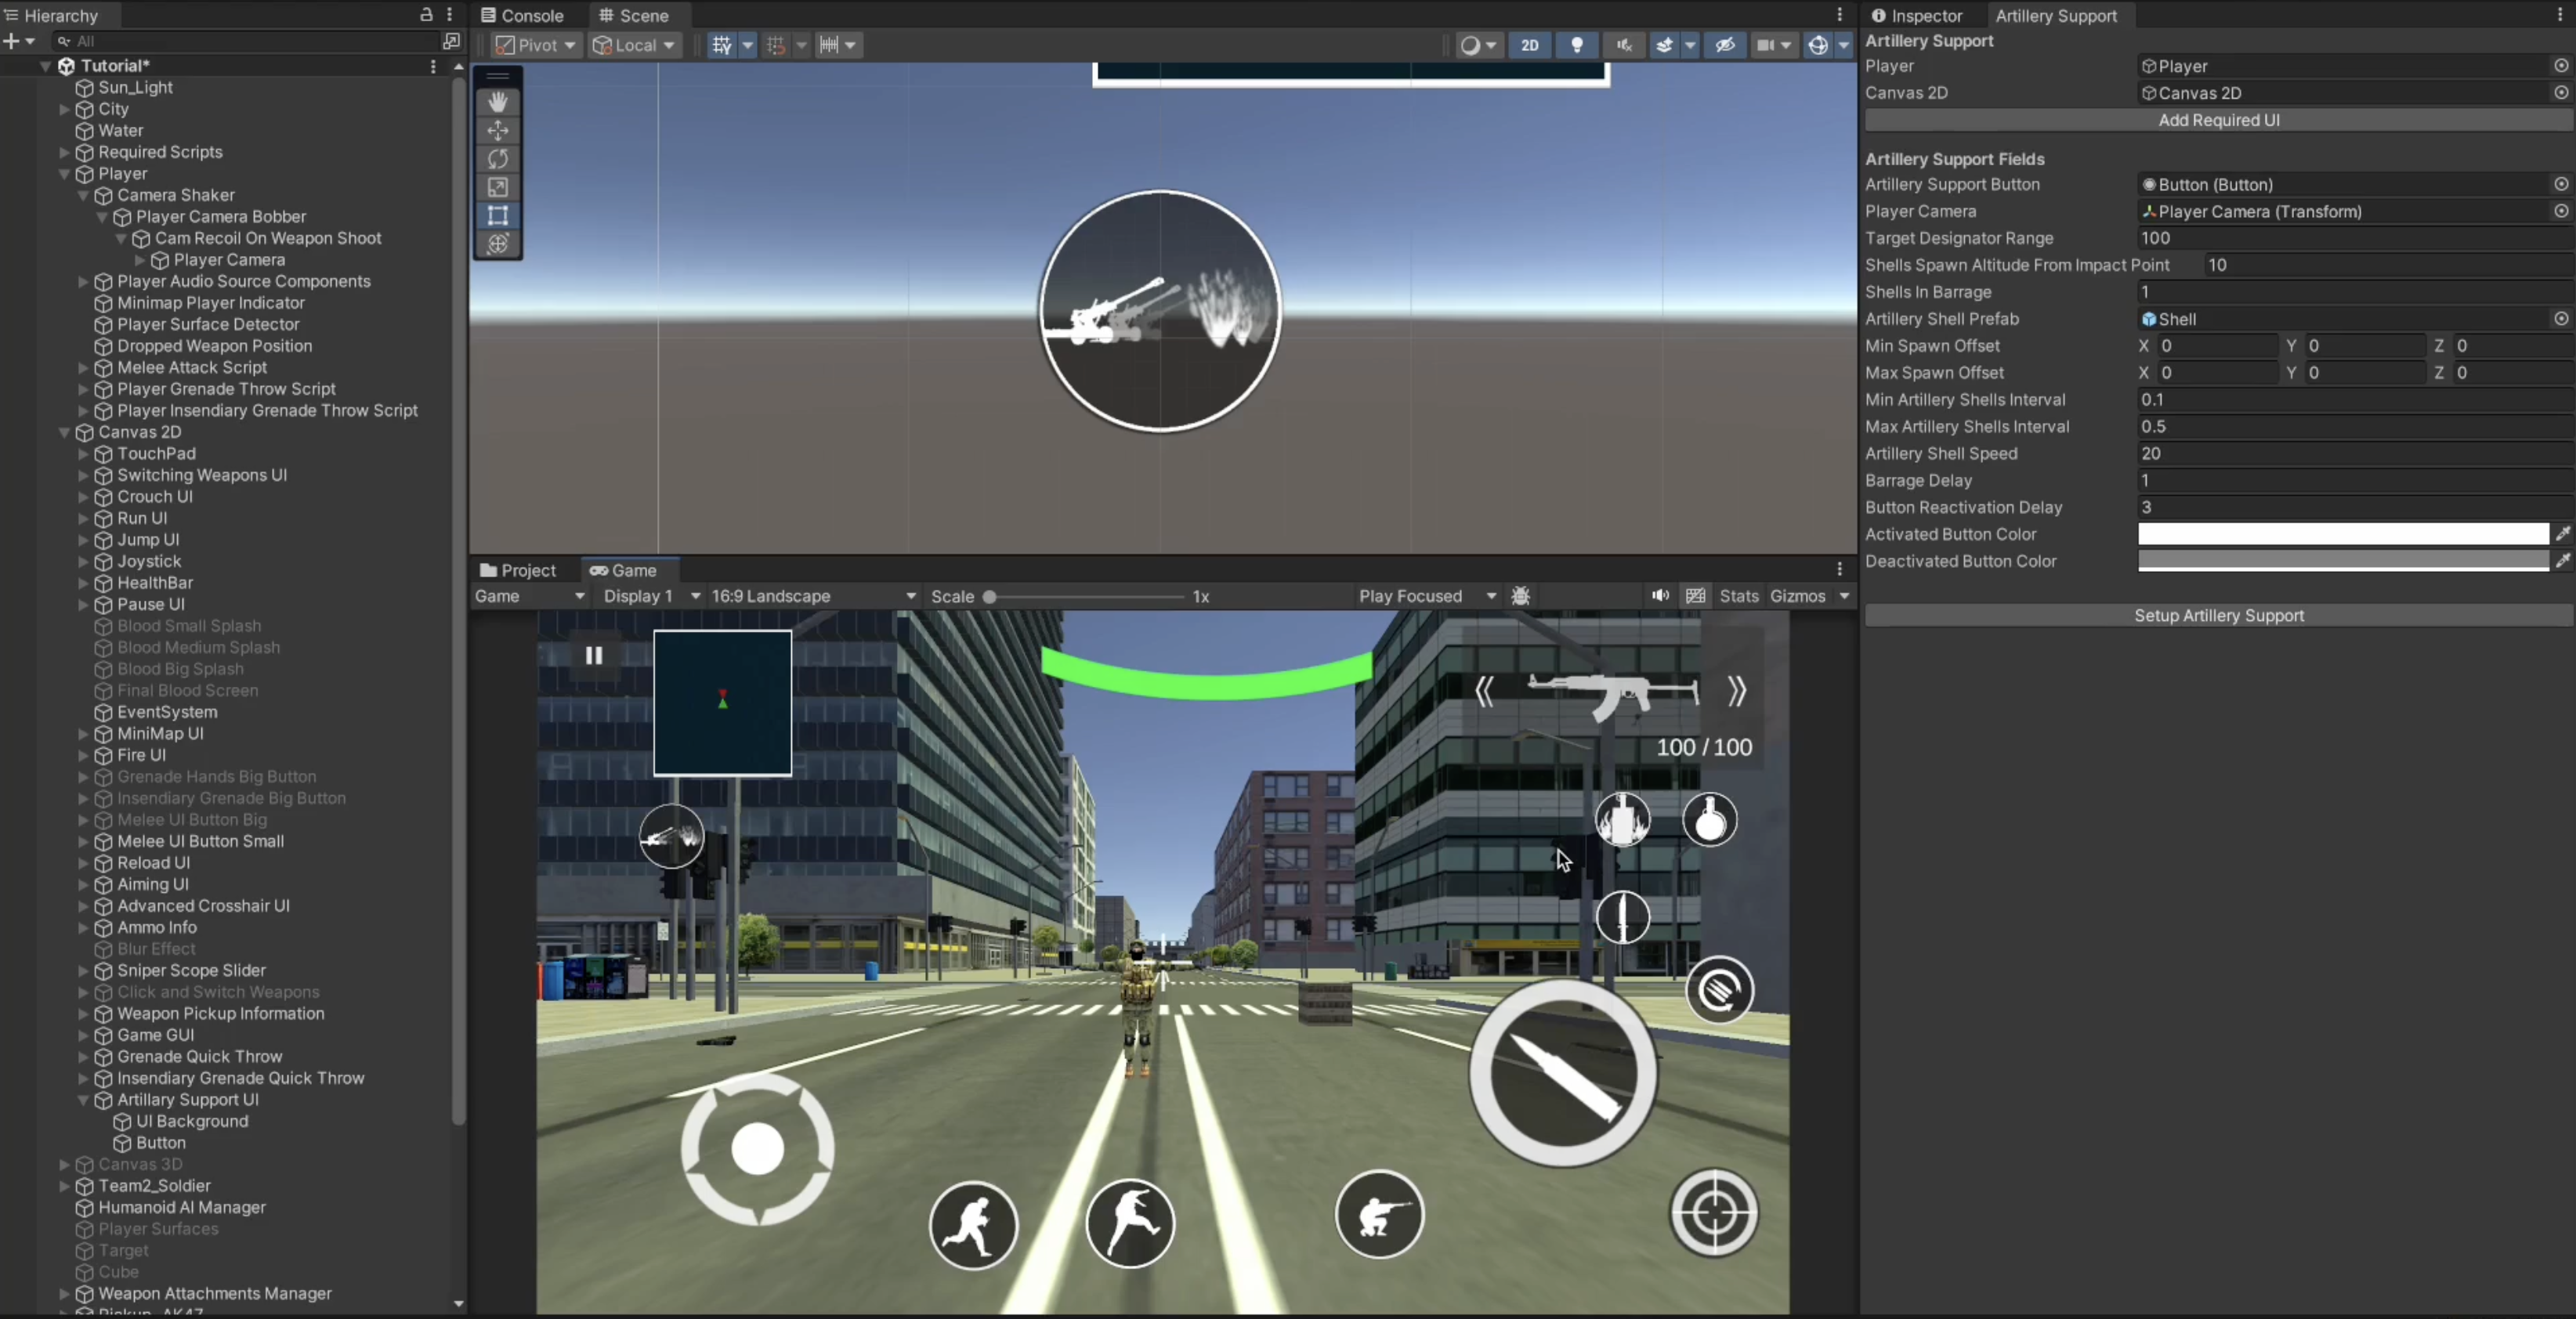 Hierarchy
All
Tutorial*
Sun_Light
City
Water
Required Scripts
Player
Camera Shaker
Player Camera Bobber
Cam Recoil On Weapon Shoot
Player Camera
Player Audio Source Components
Minimap Player Indicator
Player Surface Detector
Dropped Weapon Position
Melee Attack Script
Player Grenade Throw Script
Player Insendiary Grenade Throw Script
Canvas 2D
TouchPad
Switching Weapons UI
Crouch UI
Run UI
Jump UI
Joystick
HealthBar
Pause UI
Blood Small Splash
Blood Medium Splash
Blood Big Splash
Final Blood Screen
EventSystem
MiniMap UI
Fire UI
Grenade Hands Big Button
Insendiary Grenade Big Button
Melee UI Button Big
Melee UI Button Small
Reload UI
Aiming UI
Advanced Crosshair UI
Ammo Info
Blur Effect
Sniper Scope Slider
Click and Switch Weapons
Weapon Pickup Information
Game GUI
Grenade Quick Throw
Insendiary Grenade Quick Throw
Artillary Support UI
UI Background
Button
Canvas 3D
Team2_Soldier
Humanoid AI Manager
Player Surfaces
Target
Cube
Weapon Attachments Manager
Pickup_AK47
Console Scene
Pivot Local 2D
Project Game
Game Display 1 16:9 Landscape Scale 1x Play Focused Stats Gizmos
100 / 100
Inspector Artillery Support
Artillery Support
Player Player
Canvas 2D Canvas 2D
Add Required UI
Artillery Support Fields
Artillery Support Button Button (Button)
Player Camera Player Camera (Transform)
Target Designator Range 100
Shells Spawn Altitude From Impact Point 10
Shells In Barrage 1
Artillery Shell Prefab Shell
Min Spawn Offset X 0 Y 0 Z 0
Max Spawn Offset X 0 Y 0 Z 0
Min Artillery Shells Interval 0.1
Max Artillery Shells Interval 0.5
Artillery Shell Speed 20
Barrage Delay 1
Button Reactivation Delay 3
Activated Button Color
Deactivated Button Color
Setup Artillery Support